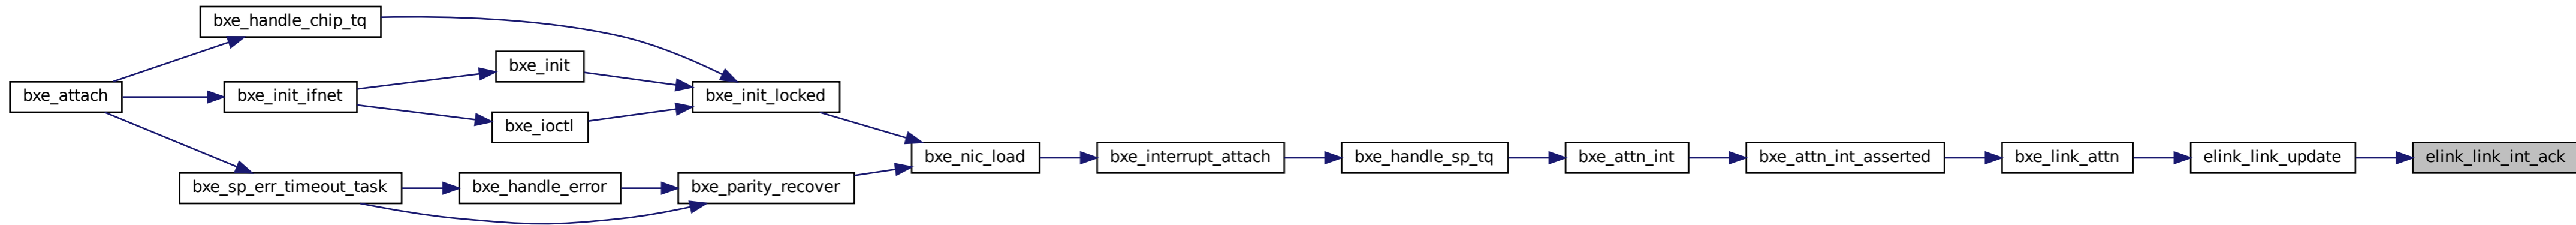 bxe_handle_chip_tq
bxe_init
bxe_attach
bxe_init_ifnet
bxe_init_locked
bxe_ioctl
bxe_nic_load
bxe_interrupt_attach
bxe_handle_sp_tq
bxe_attn_int
bxe_attn_int_asserted
bxe_link_attn
elink_link_update
elink_link_int_ack
bxe_sp_err_timeout_task
bxe_handle_error
bxe_parity_recover